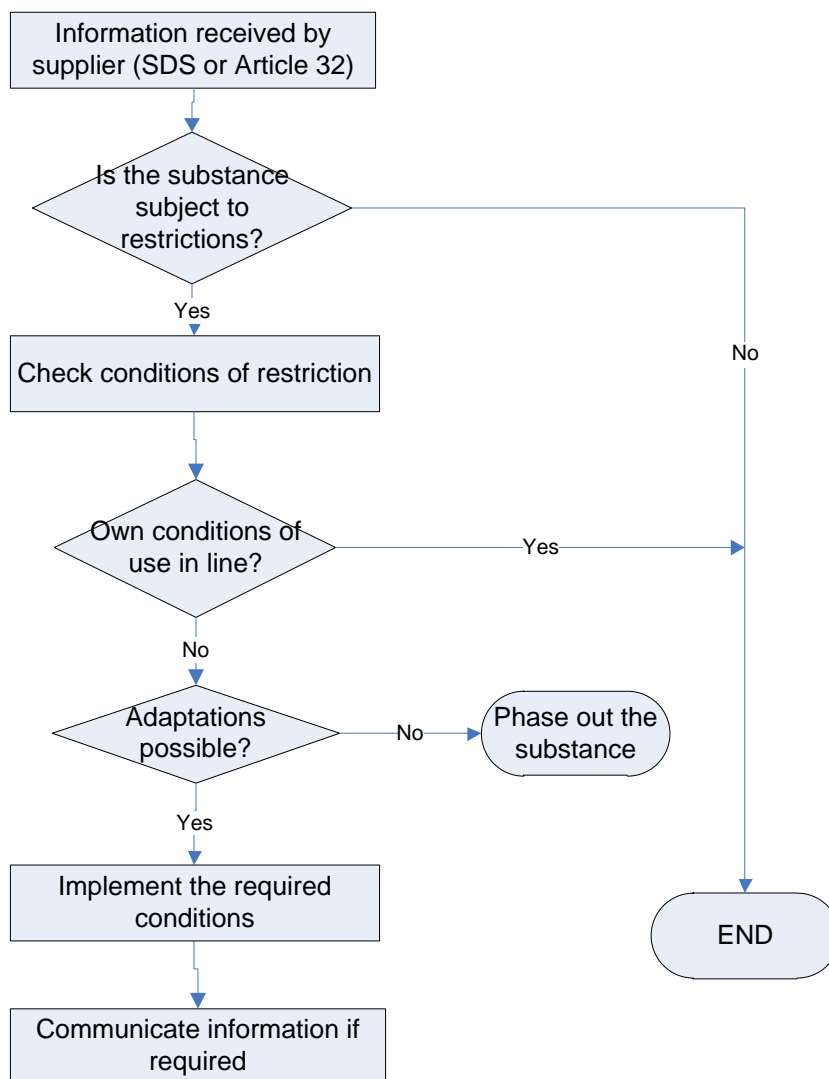 Information received by
supplier (SDS or Article 32)
Is the substance
subject to
restrictions?
Yes
No
Check conditions of restriction
Own conditions of
use in line?
Yes
No
Adaptations
possible?
No
Phase out the
substance
Yes
Implement the required
conditions
END
Communicate information if
required